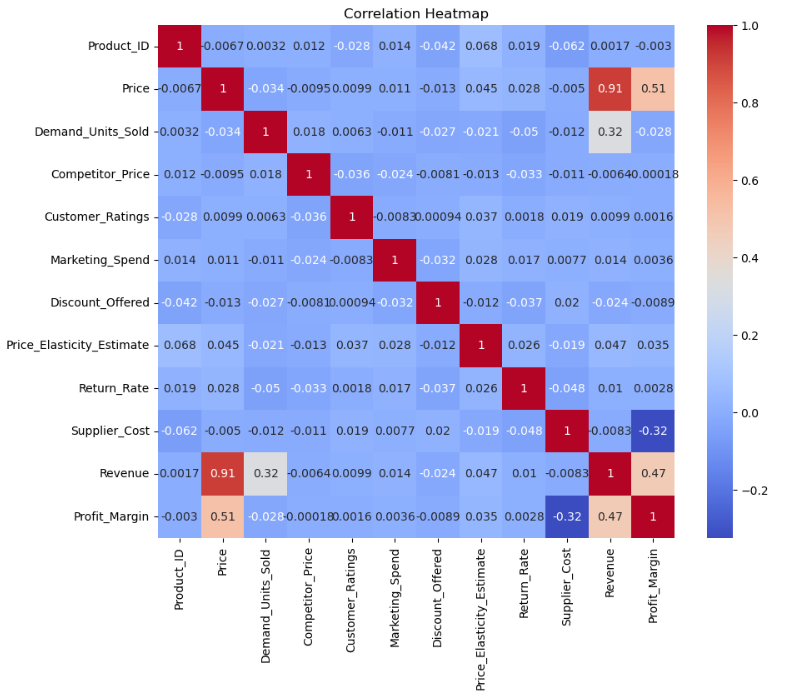 Correlation Heatmap
Product_ID 1 -0.0067 0.0032 0.012 -0.028 0.014 -0.042 0.068 0.019 -0.062 0.0017 -0.003
Price -0.0067 1 -0.034 -0.0095 0.0099 0.011 -0.013 0.045 0.028 -0.005 0.91 0.51
Demand_Units_Sold 0.0032 -0.034 1 0.018 0.0063 -0.011 -0.027 -0.021 -0.05 -0.012 0.32 -0.028
Competitor_Price 0.012 -0.0095 0.018 1 -0.036 -0.024 -0.0081 -0.013 -0.033 -0.011 -0.0064 -0.00018
Customer_Ratings -0.028 0.0099 0.0063 -0.036 1 -0.0083 0.00094 0.037 0.0018 0.019 0.0099 0.0016
Marketing_Spend 0.014 0.011 -0.011 -0.024 -0.0083 1 -0.032 0.028 0.017 0.0077 0.014 0.0036
Discount_Offered -0.042 -0.013 -0.027 -0.0081 0.00094 -0.032 1 -0.012 -0.037 0.02 -0.024 -0.0089
Price_Elasticity_Estimate 0.068 0.045 -0.021 -0.013 0.037 0.028 -0.012 1 0.026 -0.019 0.047 0.035
Return_Rate 0.019 0.028 -0.05 -0.033 0.0018 0.017 -0.037 0.026 1 -0.048 0.01 0.0028
Supplier_Cost -0.062 -0.005 -0.012 -0.011 0.019 0.0077 0.02 -0.019 -0.048 1 -0.0083 -0.32
Revenue 0.0017 0.91 0.32 -0.0064 0.0099 0.014 -0.024 0.047 0.01 -0.0083 1 0.47
Profit_Margin -0.003 0.51 -0.028 -0.00018 0.0016 0.0036 -0.0089 0.035 0.0028 -0.32 0.47 1
Product_ID
Price
Demand_Units_Sold
Competitor_Price
Customer_Ratings
Marketing_Spend
Discount_Offered
Price_Elasticity_Estimate
Return_Rate
Supplier_Cost
Revenue
Profit_Margin
1.0
0.8
0.6
0.4
0.2
0.0
−0.2